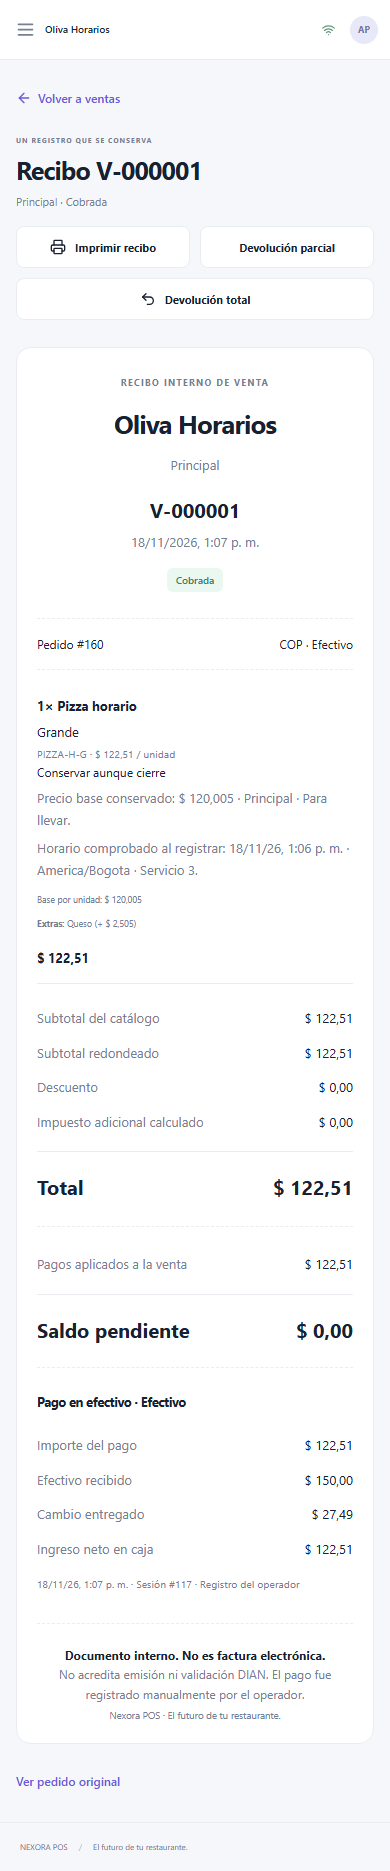 Oliva Horarios
AP
Volver a ventas
UN REGISTRO QUE SE CONSERVA
Recibo V-000001
Principal · Cobrada
Imprimir recibo
Devolución parcial
Devolución total
RECIBO INTERNO DE VENTA
Oliva Horarios
Principal
V-000001
18/11/2026, 1:07 p. m.
Cobrada
Pedido #160 COP · Efectivo
1× Pizza horario
Grande
PIZZA-H-G · $ 122,51 / unidad
Conservar aunque cierre
Precio base conservado: $ 120,005 · Principal · Para
llevar.
Horario comprobado al registrar: 18/11/26, 1:06 p. m. ·
America/Bogota · Servicio 3.
Base por unidad: $ 120,005
Extras: Queso (+ $ 2,505)
$ 122,51
Subtotal del catálogo $ 122,51
Subtotal redondeado $ 122,51
Descuento $ 0,00
Impuesto adicional calculado $ 0,00
Total $ 122,51
Pagos aplicados a la venta $ 122,51
Saldo pendiente $ 0,00
Pago en efectivo · Efectivo
Importe del pago $ 122,51
Efectivo recibido $ 150,00
Cambio entregado $ 27,49
Ingreso neto en caja $ 122,51
18/11/26, 1:07 p. m. · Sesión #117 · Registro del operador
Documento interno. No es factura electrónica.
No acredita emisión ni validación DIAN. El pago fue
registrado manualmente por el operador.
Nexora POS · El futuro de tu restaurante.
Ver pedido original
NEXORA POS / El futuro de tu restaurante.